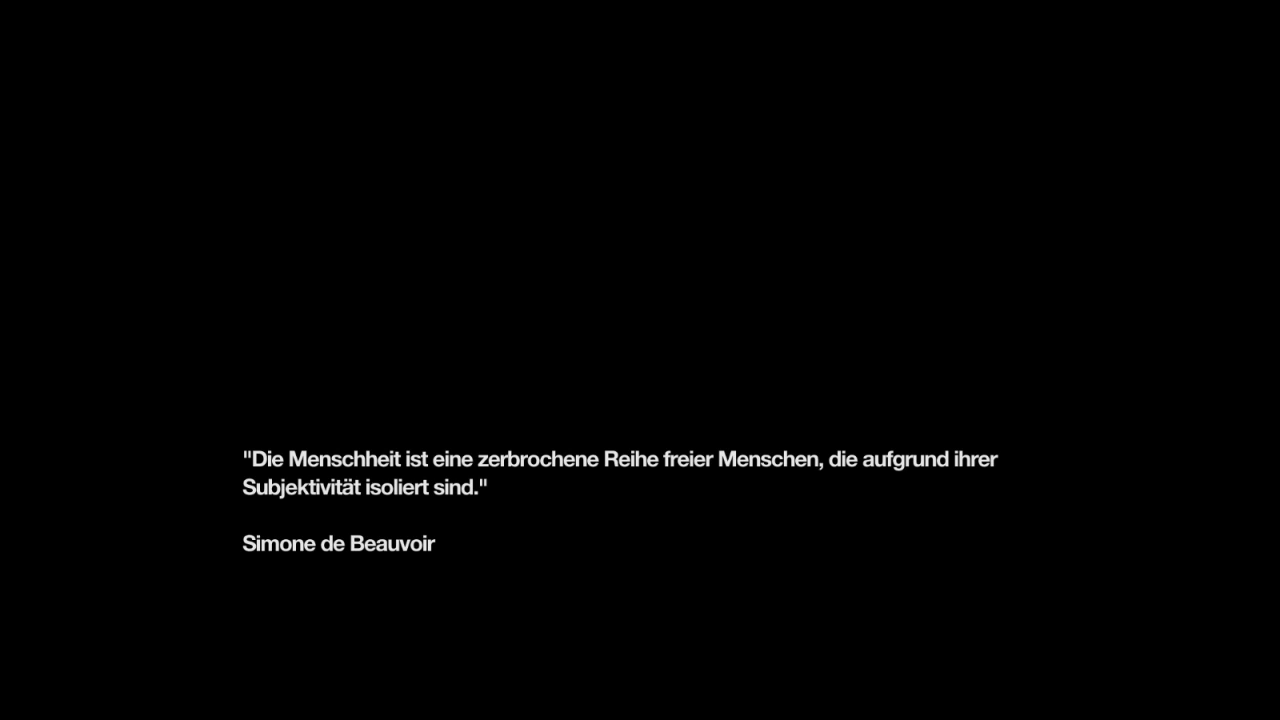 "Die Menschheit ist eine zerbrochene Reihe freier Menschen, die aufgrund ihrer
Subjektivität isoliert sind."
Simone de Beauvoir